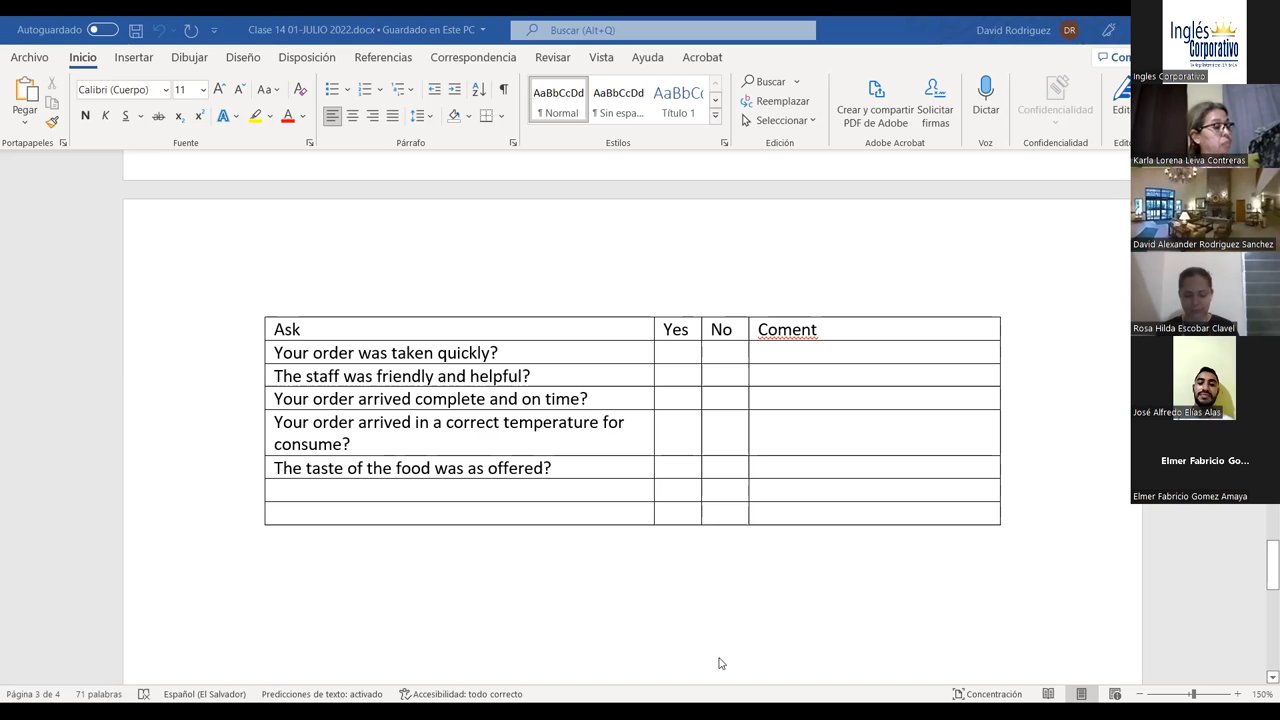 Autoguardado
Clase 14 01-JULIO 2022.docx • Guardado en Este PC
Buscar (Alt+Q)
David Rodriguez
DR
Archivo
Inicio
Insertar
Dibujar
Diseño
Disposición
Referencias
Correspondencia
Revisar
Vista
Ayuda
Acrobat
Pegar
Calibri (Cuerpo)
11
AaBbCcDd
¶ Normal
AaBbCcDd
¶ Sin espa...
AaBbCc
Título 1
Buscar
Reemplazar
Seleccionar
Crear y compartir
PDF de Adobe
Solicitar
firmas
Dictar
Confidencialidad
Portapapeles
Fuente
Párrafo
Estilos
Edición
Adobe Acrobat
Voz
Confidencialidad
Ask Yes No Coment
Your order was taken quickly?
The staff was friendly and helpful?
Your order arrived complete and on time?
Your order arrived in a correct temperature for
consume?
The taste of the food was as offered?
Página 3 de 4
71 palabras
Español (El Salvador)
Predicciones de texto: activado
Accesibilidad: todo correcto
Concentración
150%
Inglés
Corporativo
Ingles Corporativo
Karla Lorena Leiva Contreras
David Alexander Rodriguez Sanchez
Rosa Hilda Escobar Clavel
José Alfredo Elías Alas
Elmer Fabricio Go...
Elmer Fabricio Gomez Amaya